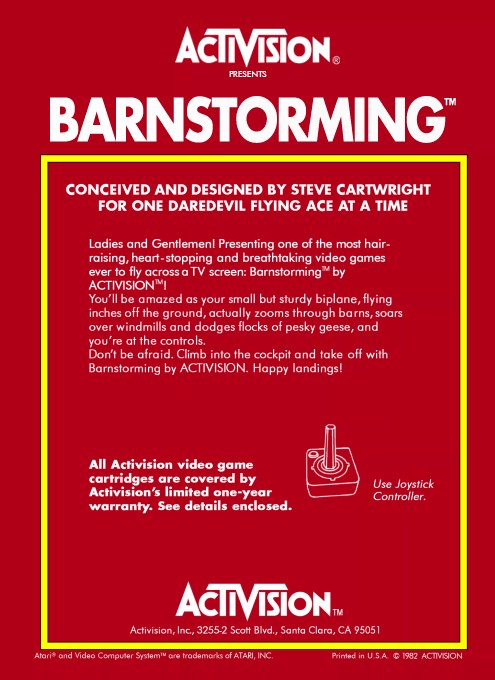 ACTIVISION®
PRESENTS
BARNSTORMING™
CONCEIVED AND DESIGNED BY STEVE CARTWRIGHT
FOR ONE DAREDEVIL FLYING ACE AT A TIME
Ladies and Gentlemen! Presenting one of the most hair-
raising, heart-stopping and breathtaking video games
ever to fly across a TV screen: Barnstorming™ by
ACTIVISION™!
You'll be amazed as your small but sturdy biplane, flying
inches off the ground, actually zooms through barns, soars
over windmills and dodges flocks of pesky geese, and
you're at the controls.
Don't be afraid. Climb into the cockpit and take off with
Barnstorming by ACTIVISION. Happy landings!
All Activision video game
cartridges are covered by
Activision's limited one-year
warranty. See details enclosed.
Use Joystick
Controller.
ACTIVISION™
Activision, Inc., 3255-2 Scott Blvd., Santa Clara, CA 95051
Atari® and Video Computer System™ are trademarks of ATARI, INC.
Printed in U.S.A. © 1982 ACTIVISION